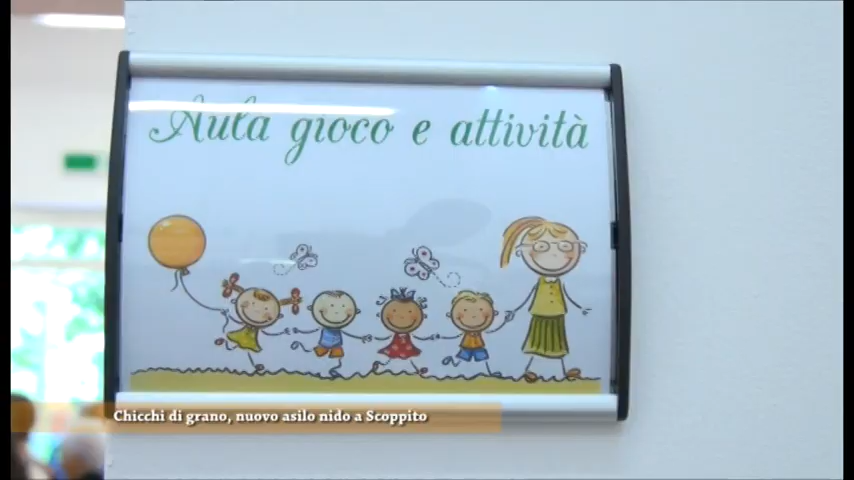 Aula gioco e attività
Chicchi di grano, nuovo asilo nido a Scoppito